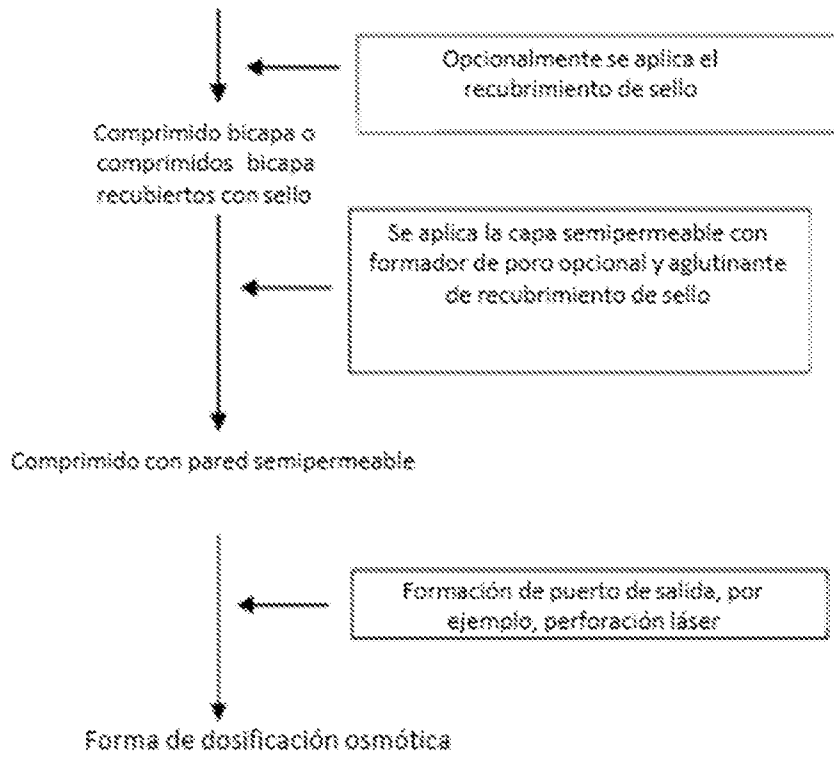 Opcionalmente se aplica el
recubrimiento de sello
Comprimido bicapa o
comprimidos bicapa
recubiertos con sello
Se aplica la capa semipermeable con
formador de poro opcional y aglutinante
de recubrimiento de sello
Comprimido con pared semipermeable
Formación de puerto de salida, por
ejemplo, perforación láser
Forma de dosificación osmótica